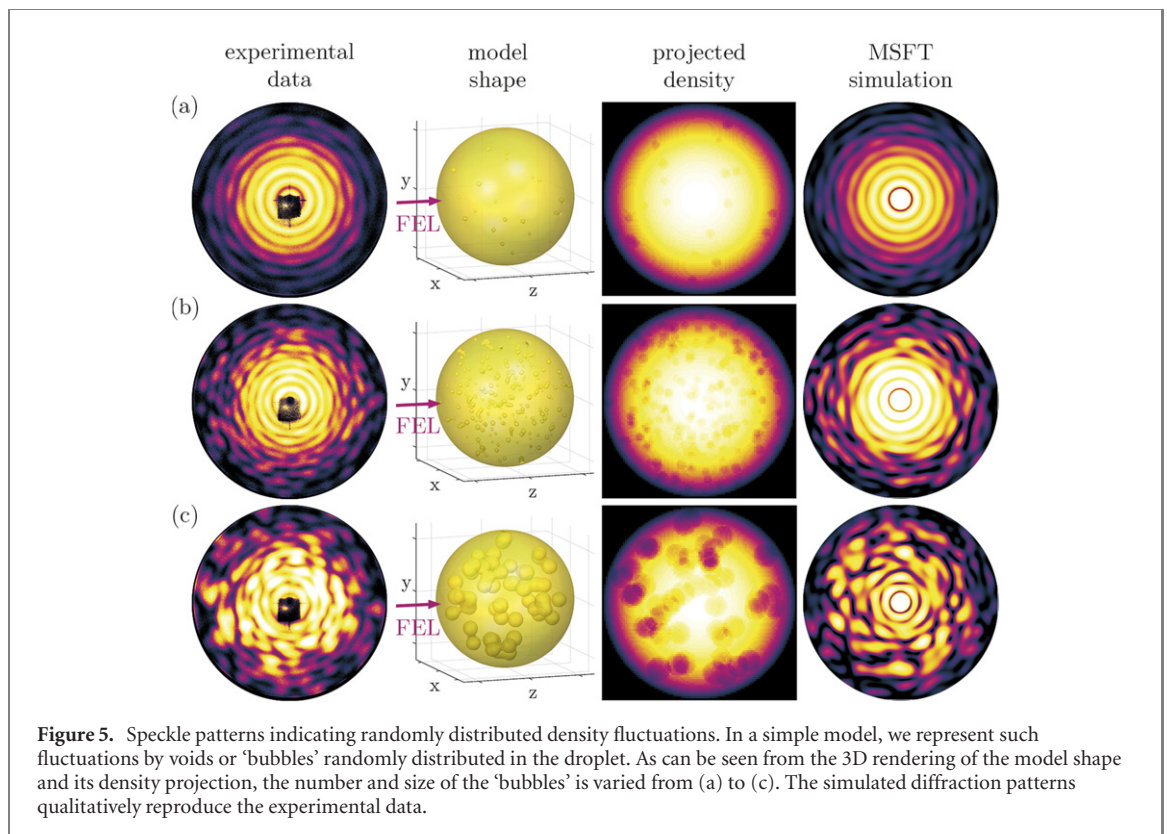 experimental
data
model
shape
projected
density
MSFT
simulation
(a)
y
FEL
x
z
(b)
y
FEL
x
z
(c)
y
FEL
x
z
Figure 5. Speckle patterns indicating randomly distributed density fluctuations. In a simple model, we represent such
fluctuations by voids or ‘bubbles’ randomly distributed in the droplet. As can be seen from the 3D rendering of the model shape
and its density projection, the number and size of the ‘bubbles’ is varied from (a) to (c). The simulated diffraction patterns
qualitatively reproduce the experimental data.